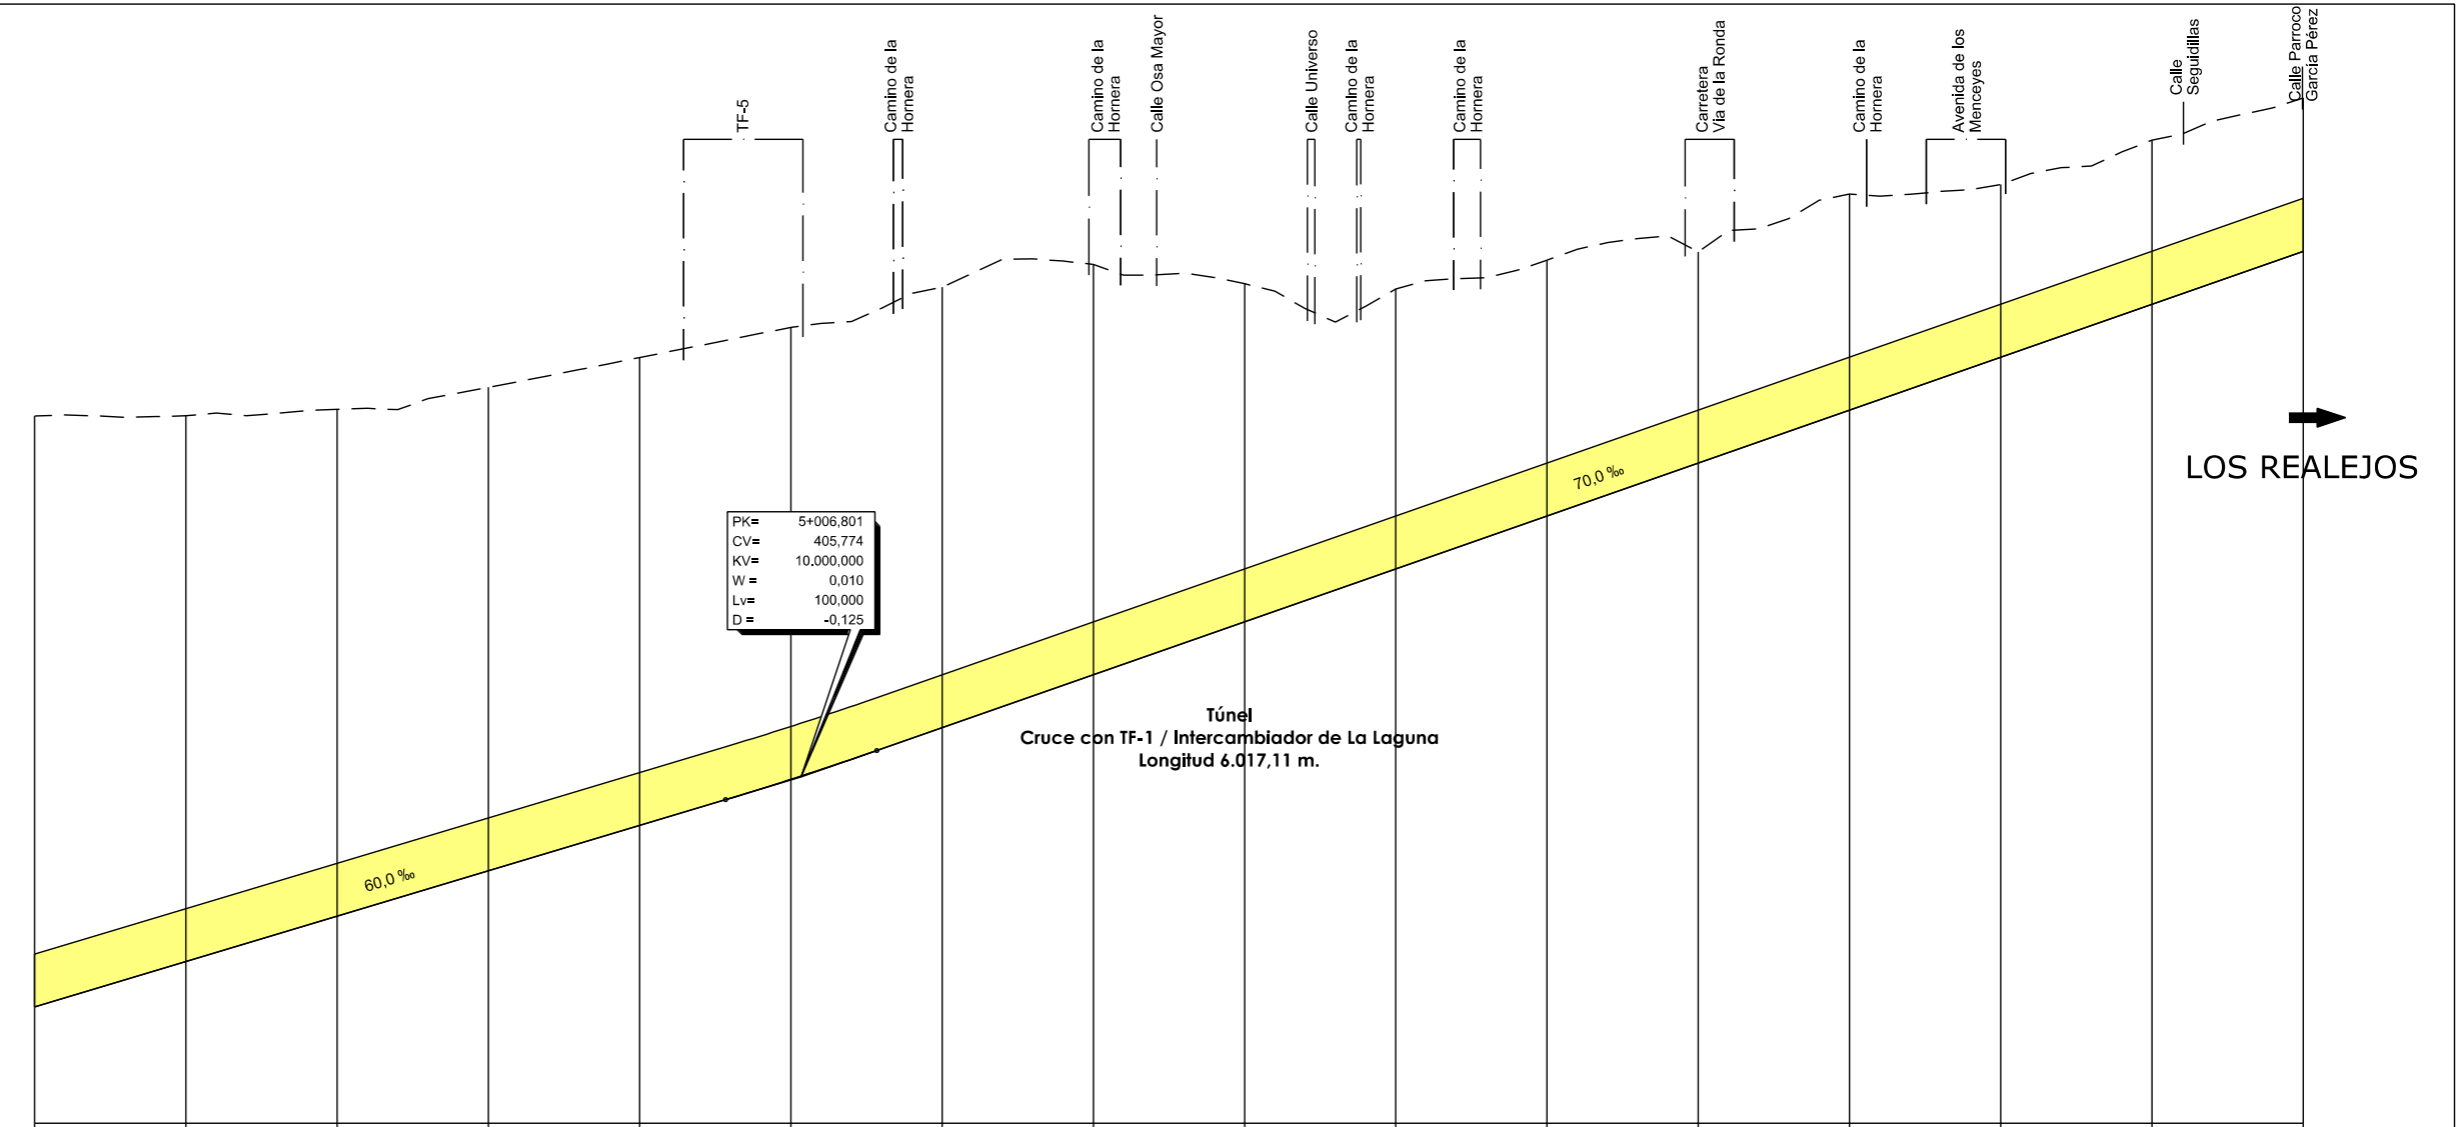 TF-5
Camino de la
Hornera
Camino de la
Hornera
Calle Osa Mayor
Calle Universo
Camino de la
Hornera
Camino de la
Hornera
Carretera
Via de la Ronda
Camino de la
Hornera
Avenida de los
Menceyes
Calle
Seguidillas
Calle Parroco
García Pérez
LOS REALEJOS
70,0 ‰
PK= 5+006,801
CV= 405,774
KV= 10.000,000
W = 0,010
Lv= 100,000
D = -0,125
Túnel
Cruce con TF-1 / Intercambiador de La Laguna
Longitud 6.017,11 m.
60,0 ‰